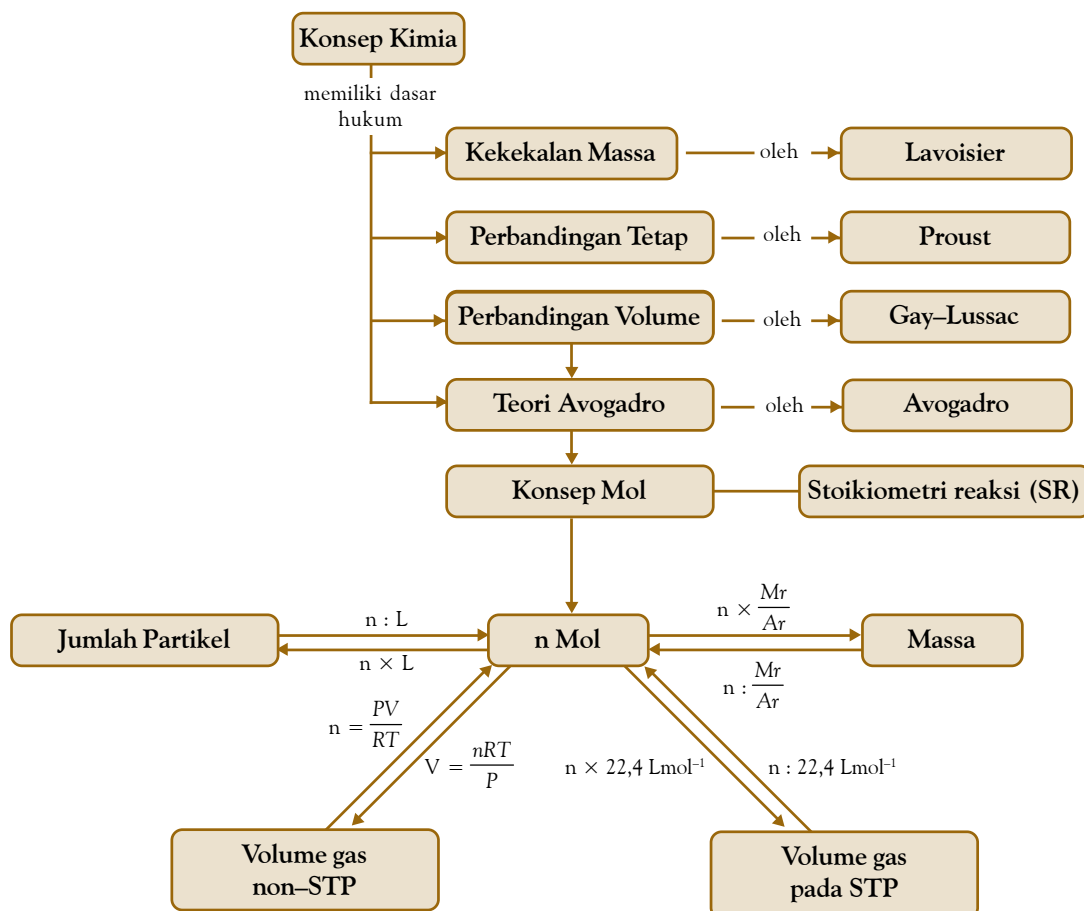 Konsep Kimia
memiliki dasar
hukum
Kekekalan Massa
oleh
Lavoisier
Perbandingan Tetap
oleh
Proust
Perbandingan Volume
oleh
Gay–Lussac
Teori Avogadro
oleh
Avogadro
Konsep Mol
Stoikiometri reaksi (SR)
Jumlah Partikel
n : L
n × L
n Mol
n × Mr/Ar
n : Mr/Ar
Massa
n = PV/RT
V = nRT/P
n × 22,4 Lmol⁻¹
n : 22,4 Lmol⁻¹
Volume gas
non–STP
Volume gas
pada STP